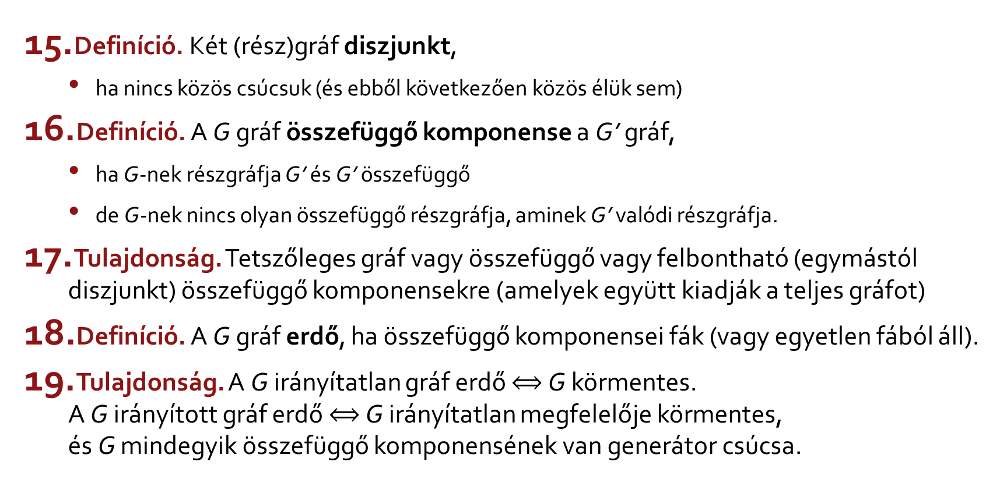 15. Definíció. Két (rész)gráf diszjunkt,
• ha nincs közös csúcsuk (és ebből következően közös élük sem)
16. Definíció. A G gráf összefüggő komponense a G’ gráf,
• ha G-nek részgráfja G’ és G’ összefüggő
• de G-nek nincs olyan összefüggő részgráfja, aminek G’ valódi részgráfja.
17. Tulajdonság. Tetszőleges gráf vagy összefüggő vagy felbontható (egymástól
diszjunkt) összefüggő komponensekre (amelyek együtt kiadják a teljes gráfot)
18. Definíció. A G gráf erdő, ha összefüggő komponensei fák (vagy egyetlen fából áll).
19. Tulajdonság. A G irányítatlan gráf erdő ⟺ G körmentes.
A G irányított gráf erdő ⟺ G irányítatlan megfelelője körmentes,
és G mindegyik összefüggő komponensének van generátor csúcsa.